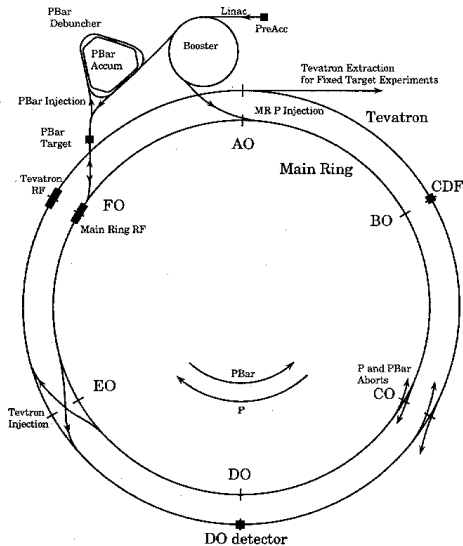 PBar
Debuncher
Linac
PreAcc
Booster
PBar
Accum
Tevatron Extraction
for Fixed Target Experiments
PBar Injection
MR P Injection
Tevatron
AO
PBar
Target
Main Ring
Tevatron
RF
CDF
FO
BO
Main Ring RF
PBar
P
P and PBar
Aborts
EO
CO
Tevtron
Injection
DO
DO detector